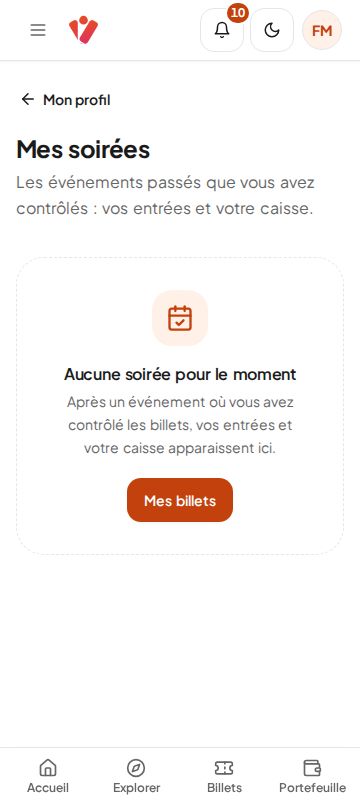 10
FM
Mon profil
Mes soirées
Les événements passés que vous avez
contrôlés : vos entrées et votre caisse.
Aucune soirée pour le moment
Après un événement où vous avez
contrôlé les billets, vos entrées et
votre caisse apparaissent ici.
Mes billets
Accueil
Explorer
Billets
Portefeuille